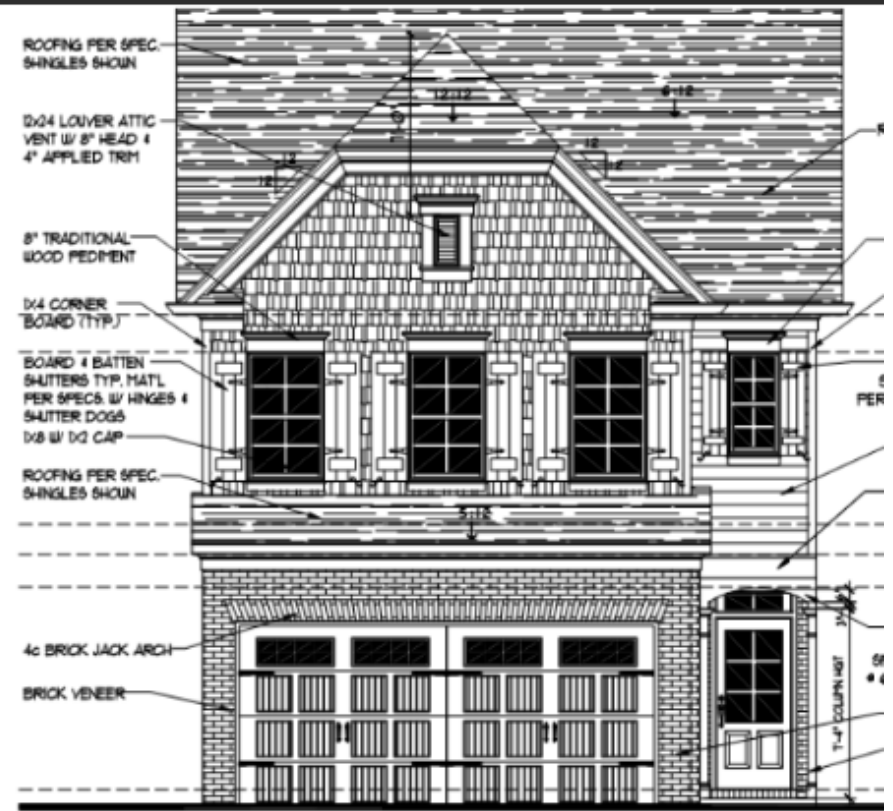 ROOFING PER SPEC.
SHINGLES SHOWN
12x24 LOUVER ATTIC
VENT W/ 8" HEAD &
4" APPLIED TRIM
8" TRADITIONAL
WOOD PEDIMENT
1X4 CORNER
BOARD (TYP.)
BOARD & BATTEN
SHUTTERS TYP. MAT'L
PER SPECS. W/ HINGES &
SHUTTER DOGS
1X8 W/ 1X2 CAP
ROOFING PER SPEC.
SHINGLES SHOWN
4c BRICK JACK ARCH
BRICK VENEER
12:12
6:12
12
12
12
12
5:12
7'-4" COLUMN HGT
R
S
PER